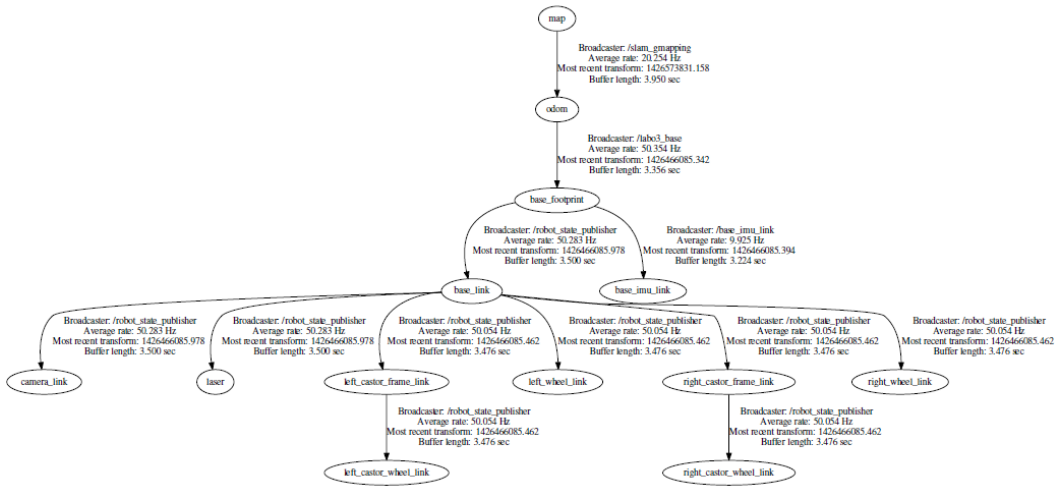 map
Broadcaster: /slam_gmapping
Average rate: 20.254 Hz
Most recent transform: 1426573831.158
Buffer length: 3.950 sec
odom
Broadcaster: /labo3_base
Average rate: 50.354 Hz
Most recent transform: 1426466085.342
Buffer length: 3.356 sec
base_footprint
Broadcaster: /robot_state_publisher
Average rate: 50.283 Hz
Most recent transform: 1426466085.978
Buffer length: 3.500 sec
Broadcaster: /base_imu_link
Average rate: 9.925 Hz
Most recent transform: 1426466085.394
Buffer length: 3.224 sec
base_link
base_imu_link
Broadcaster: /robot_state_publisher
Average rate: 50.283 Hz
Most recent transform: 1426466085.978
Buffer length: 3.500 sec
Broadcaster: /robot_state_publisher
Average rate: 50.283 Hz
Most recent transform: 1426466085.978
Buffer length: 3.500 sec
Broadcaster: /robot_state_publisher
Average rate: 50.054 Hz
Most recent transform: 1426466085.462
Buffer length: 3.476 sec
Broadcaster: /robot_state_publisher
Average rate: 50.054 Hz
Most recent transform: 1426466085.462
Buffer length: 3.476 sec
Broadcaster: /robot_state_publisher
Average rate: 50.054 Hz
Most recent transform: 1426466085.462
Buffer length: 3.476 sec
Broadcaster: /robot_state_publisher
Average rate: 50.054 Hz
Most recent transform: 1426466085.462
Buffer length: 3.476 sec
camera_link
laser
left_castor_frame_link
left_wheel_link
right_castor_frame_link
right_wheel_link
Broadcaster: /robot_state_publisher
Average rate: 50.054 Hz
Most recent transform: 1426466085.462
Buffer length: 3.476 sec
Broadcaster: /robot_state_publisher
Average rate: 50.054 Hz
Most recent transform: 1426466085.462
Buffer length: 3.476 sec
left_castor_wheel_link
right_castor_wheel_link